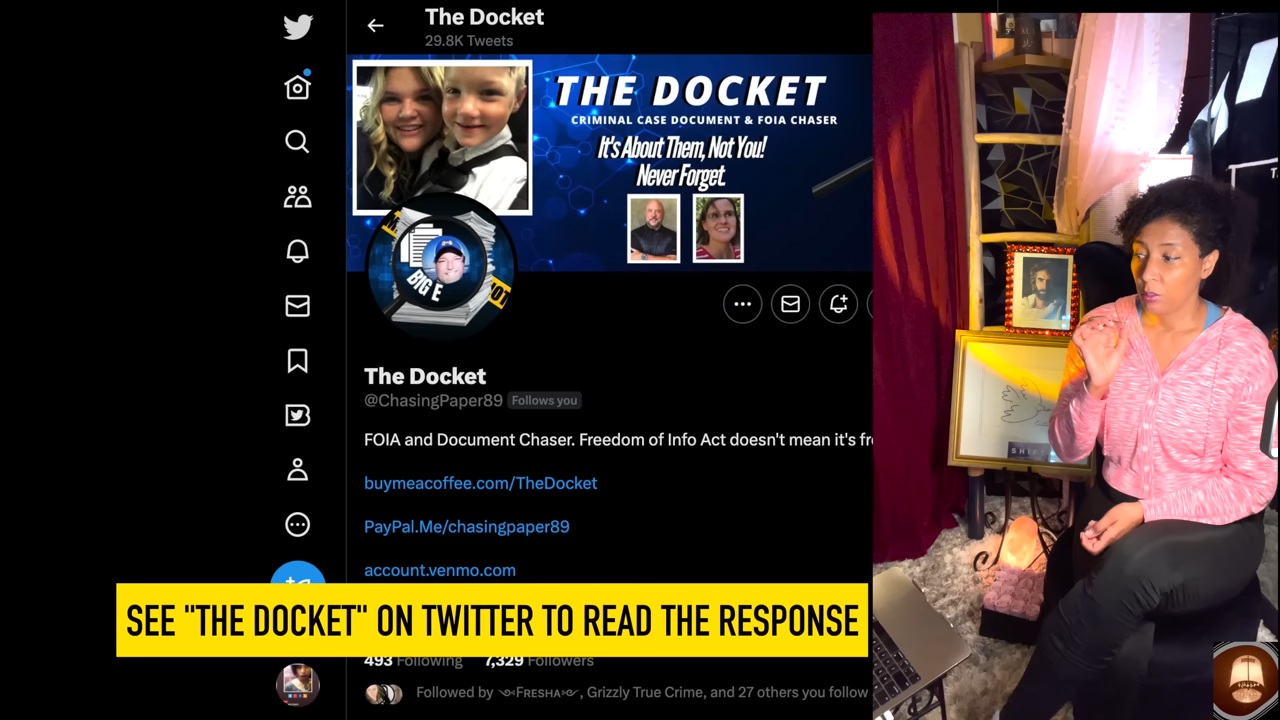 The Docket
29.8K Tweets
THE DOCKET
CRIMINAL CASE DOCUMENT & FOIA CHASER
It's About Them, Not You!
Never Forget.
BIG E
The Docket
@ChasingPaper89 Follows you
FOIA and Document Chaser. Freedom of Info Act doesn't mean it's
buymeacoffee.com/TheDocket
PayPal.Me/chasingpaper89
account.venmo.com
SEE "THE DOCKET" ON TWITTER TO READ THE RESPONSE
493 Following 7,329 Followers
Followed by ༺Fʀᴇsʜᴀ༻, Grizzly True Crime, and 27 others you follow